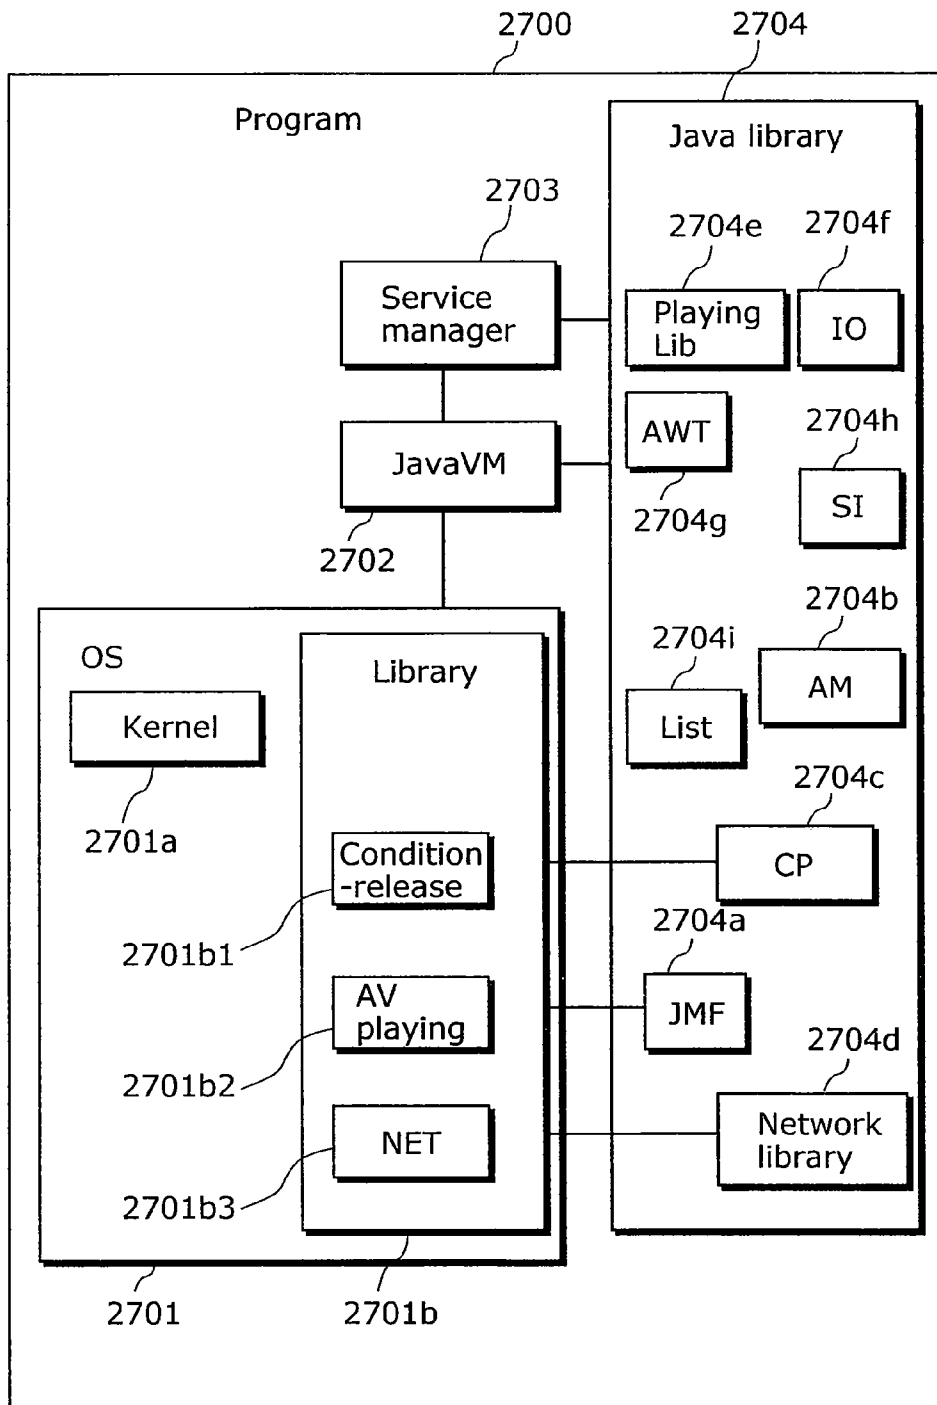 2700
2704
Program
Java library
2703
2704e
2704f
Service
manager
Playing
Lib
IO
AWT
2704h
JavaVM
SI
2704g
2702
2704b
2704i
OS
Library
AM
Kernel
List
2704c
2701a
Condition
-release
CP
2704a
2701b1
AV
playing
JMF
2704d
2701b2
Network
library
NET
2701b3
2701
2701b